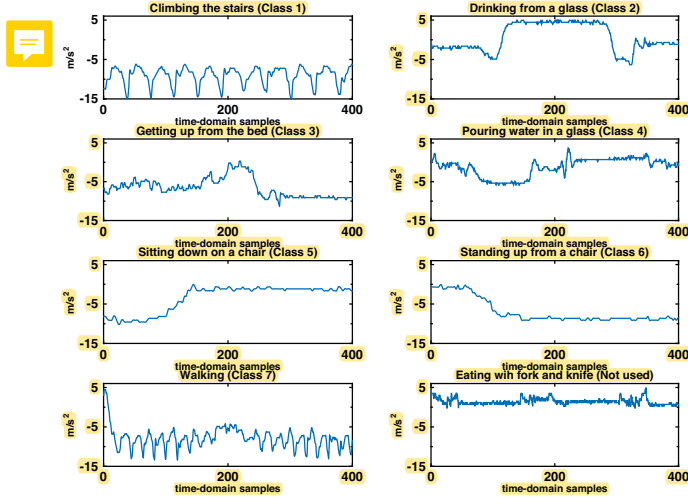 Climbing the stairs (Class 1)
5
-5
-15
m/s²
0
200
400
time-domain samples
Drinking from a glass (Class 2)
5
-5
-15
m/s²
0
200
400
time-domain samples
Getting up from the bed (Class 3)
5
-5
-15
m/s²
0
200
400
time-domain samples
Pouring water in a glass (Class 4)
5
-5
-15
m/s²
0
200
400
time-domain samples
Sitting down on a chair (Class 5)
5
-5
-15
m/s²
0
200
400
time-domain samples
Standing up from a chair (Class 6)
5
-5
-15
m/s²
0
200
400
time-domain samples
Walking (Class 7)
5
-5
-15
m/s²
0
200
400
time-domain samples
Eating wih fork and knife (Not used)
5
-5
-15
m/s²
0
200
400
time-domain samples